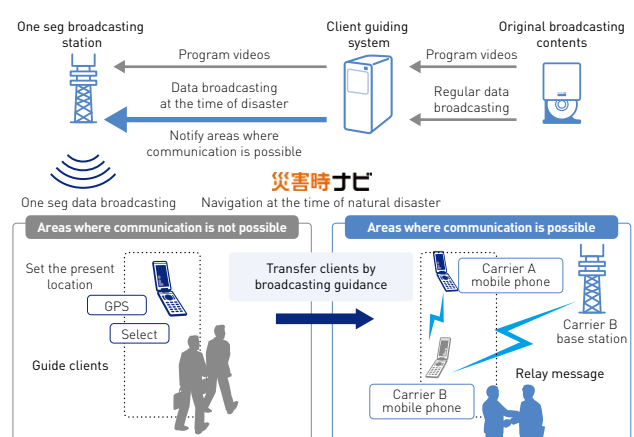 One seg broadcasting
station
Client guiding
system
Original broadcasting
contents
Program videos
Program videos
Data broadcasting
at the time of disaster
Regular data
broadcasting
Notify areas where
communication is possible
災害時ナビ
One seg data broadcasting
Navigation at the time of natural disaster
Areas where communication is not possible
Areas where communication is possible
Set the present
location
GPS
Select
Guide clients
Transfer clients by
broadcasting guidance
Carrier A
mobile phone
Carrier B
base station
Relay message
Carrier B
mobile phone